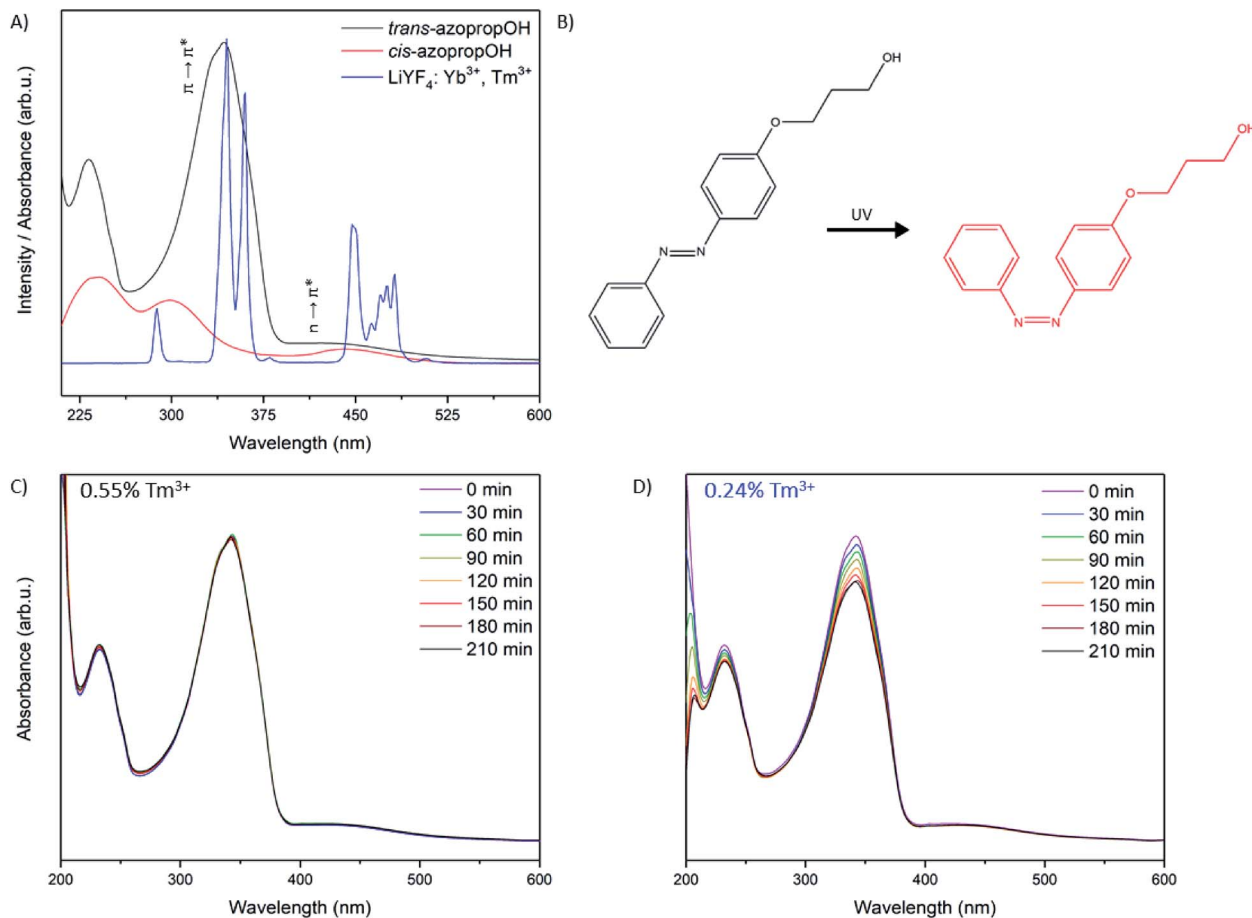 A)
π → π*
n → π*
trans-azopropOH
cis-azopropOH
LiYF₄: Yb³⁺, Tm³⁺
Intensity / Absorbance (arb.u.)
225 300 375 450 525 600
Wavelength (nm)
B)
OH
O
N N
UV
OH
O
N N
C)
0.55% Tm³⁺
0 min
30 min
60 min
90 min
120 min
150 min
180 min
210 min
Absorbance (arb.u.)
200 300 400 500 600
Wavelength (nm)
D)
0.24% Tm³⁺
0 min
30 min
60 min
90 min
120 min
150 min
180 min
210 min
200 300 400 500 600
Wavelength (nm)